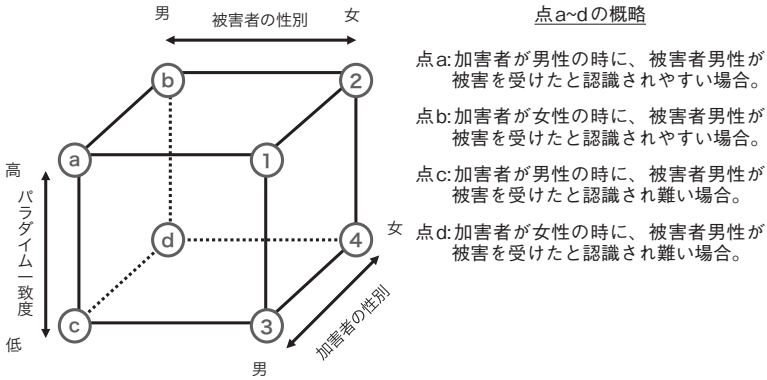 男
女
被害者の性別
b
2
a
1
高
パラダイム一致度
低
d
4
女
c
3
加害者の性別
男
点a~dの概略
点a:加害者が男性の時に、被害者男性が
被害を受けたと認識されやすい場合。
点b:加害者が女性の時に、被害者男性が
被害を受けたと認識されやすい場合。
点c:加害者が男性の時に、被害者男性が
被害を受けたと認識され難い場合。
点d:加害者が女性の時に、被害者男性が
被害を受けたと認識され難い場合。